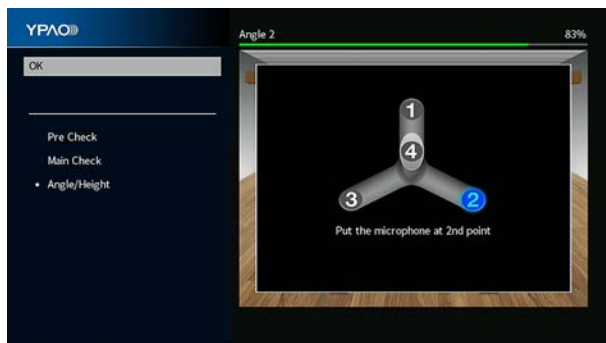 YPAO
OK
Pre Check
Main Check
• Angle/Height
Angle 2 83%
1
4
3 2
Put the microphone at 2nd point